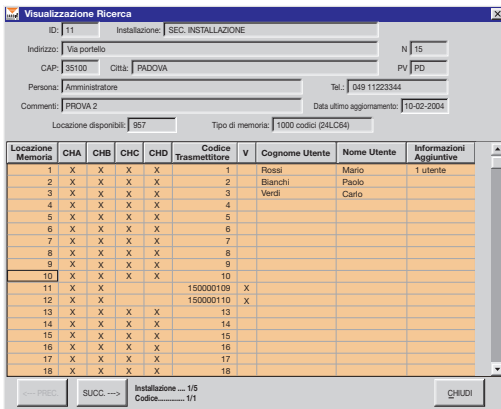 Visualizzazione Ricerca
ID: 11 Installazione: SEC. INSTALLAZIONE
Indirizzo: Via portello N 15
CAP: 35100 Città: PADOVA PV PD
Persona: Amministratore Tel.: 049 11223344
Commenti: PROVA 2 Data ultimo aggiornamento: 10-02-2004
Locazione disponibili: 957 Tipo di memoria: 1000 codici (24LC64)
Locazione Memoria CHA CHB CHC CHD Codice Trasmettitore V Cognome Utente Nome Utente Informazioni Aggiuntive
1 X X X X 1 Rossi Mario 1 utente
2 X X X X 2 Bianchi Paolo
3 X X X X 3 Verdi Carlo
4 X X X X 4
5 X X X X 5
6 X X X X 6
7 X X X X 7
8 X X X X 8
9 X X X X 9
10 X X X X 10
11 X X 150000109 X
12 X X 150000110 X
13 X X X X 13
14 X X X X 14
15 X X X X 15
16 X X X X 16
17 X X X X 17
18 X X X X 18
<--- PREC. SUCC. ---> Installazione .... 1/5
Codice.............. 1/1
CHIUDI